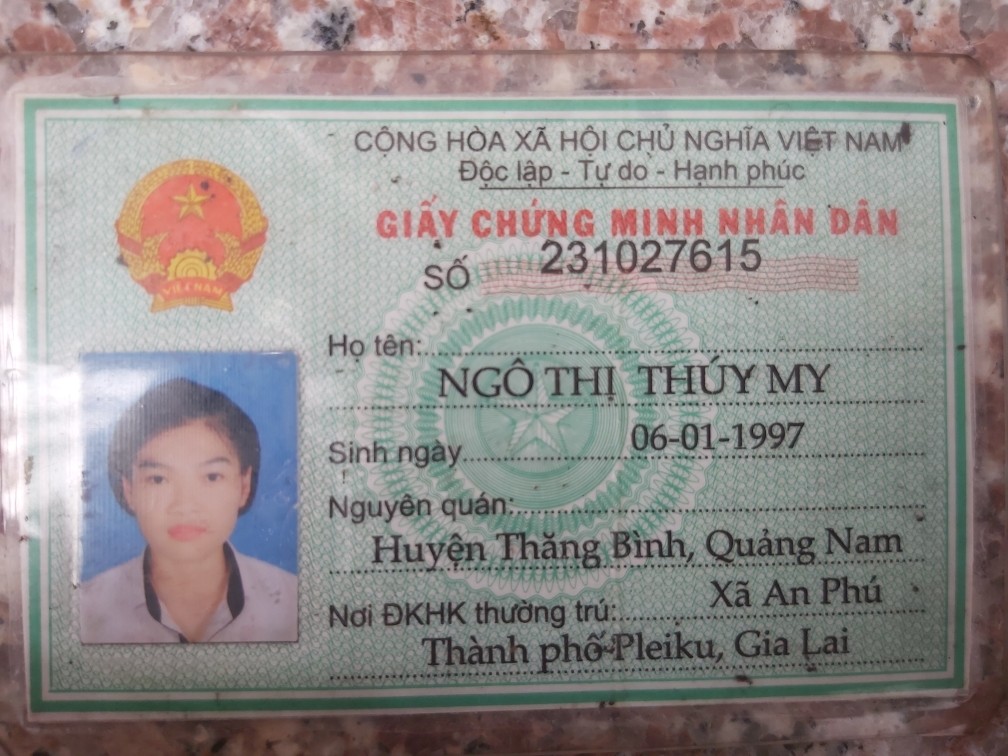 CỘNG HÒA XÃ HỘI CHỦ NGHĨA VIỆT NAM
Độc lập - Tự do - Hạnh phúc
GIẤY CHỨNG MINH NHÂN DÂN
SỐ 231027615
VIỆT NAM
Họ tên:
NGÔ THỊ THÚY MY
Sinh ngày 06-01-1997
Nguyên quán:
Huyện Thăng Bình, Quảng Nam
Nơi ĐKHK thường trú: Xã An Phú
Thành phố Pleiku, Gia Lai